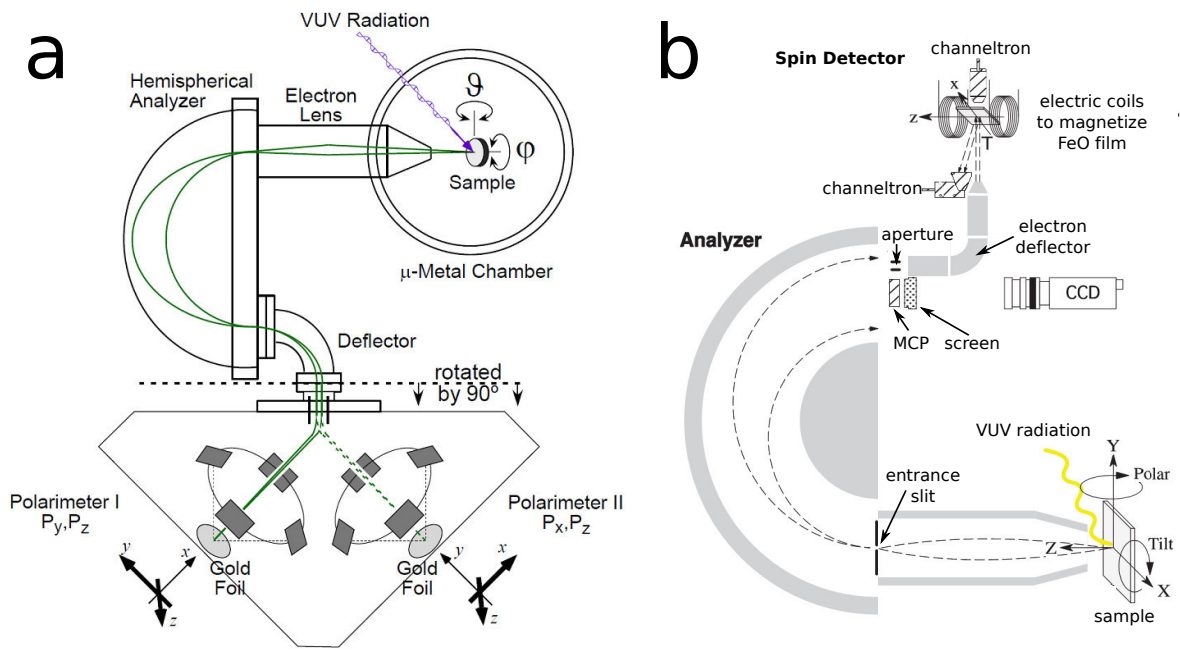 a
VUV Radiation
Hemispherical
Analyzer
Electron
Lens
ϑ
φ
Sample
μ-Metal Chamber
Deflector
rotated
by 90º
Polarimeter I
Py,Pz
Polarimeter II
Px,Pz
Gold
Foil
Gold
Foil
y
x
z
y
x
z
b
Spin Detector
channeltron
x
z
T
electric coils
to magnetize
FeO film
channeltron
Analyzer
aperture
electron
deflector
CCD
MCP
screen
VUV radiation
Y
Polar
entrance
slit
Z
Tilt
X
sample